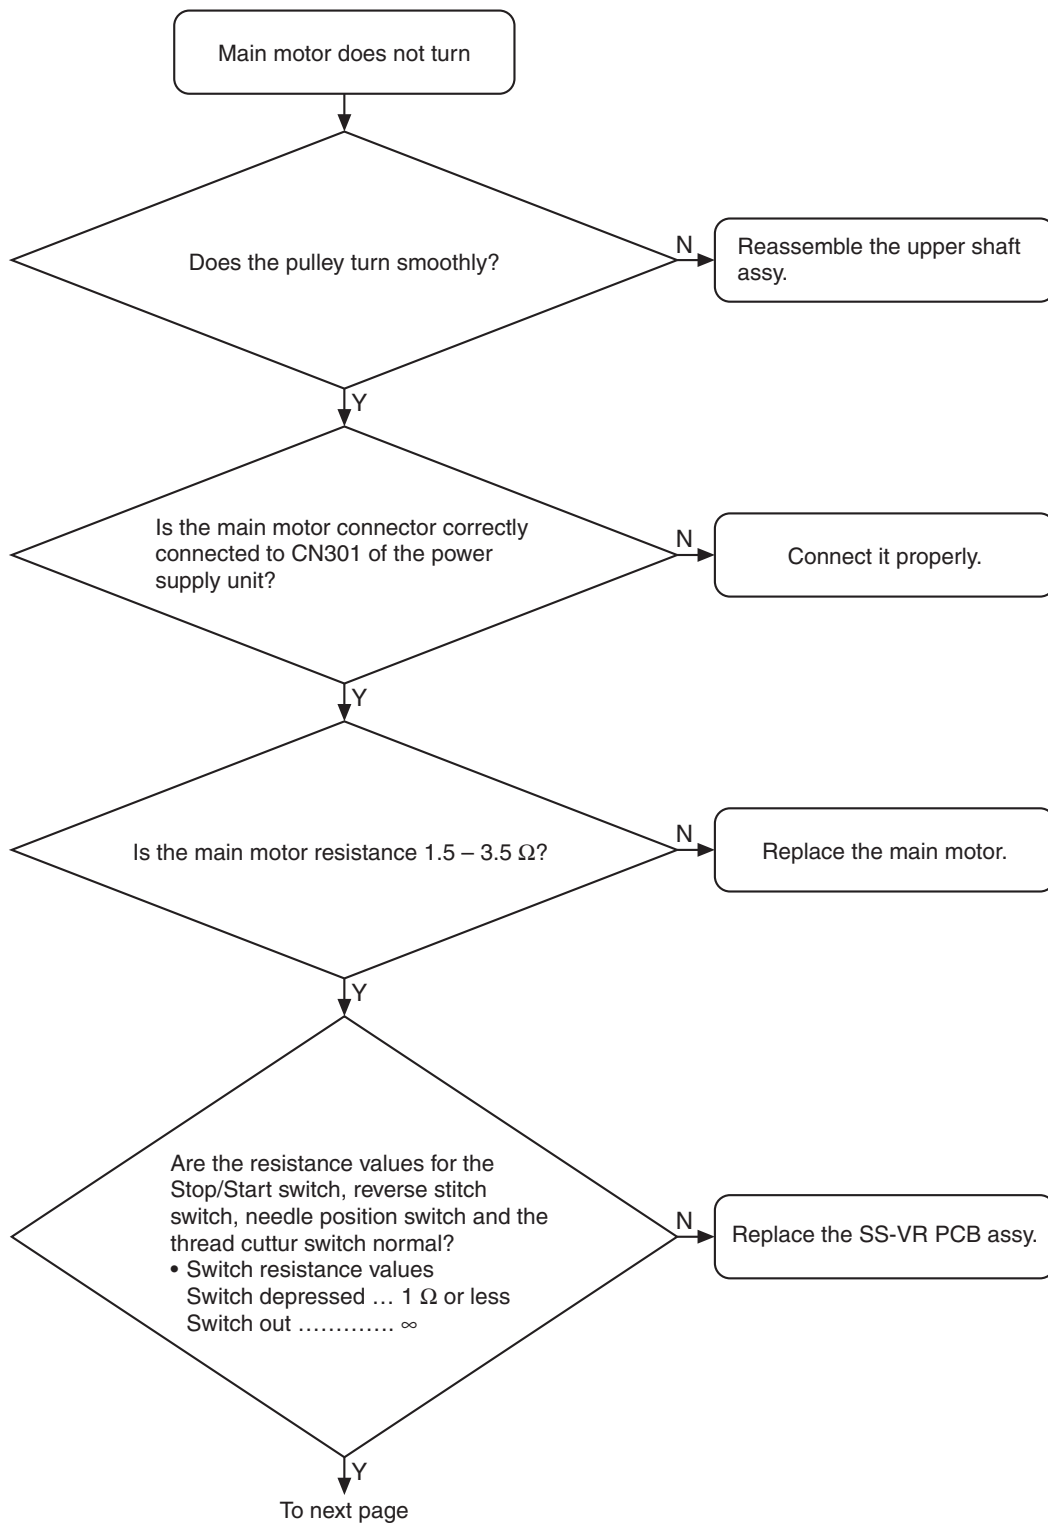 Main motor does not turn
Does the pulley turn smoothly?
N
Reassemble the upper shaft
assy.
Y
Is the main motor connector correctly
connected to CN301 of the power
supply unit?
N
Connect it properly.
Y
Is the main motor resistance 1.5 – 3.5 Ω?
N
Replace the main motor.
Y
Are the resistance values for the
Stop/Start switch, reverse stitch
switch, needle position switch and the
thread cuttur switch normal?
• Switch resistance values
Switch depressed … 1 Ω or less
Switch out …………. ∞
N
Replace the SS-VR PCB assy.
Y
To next page